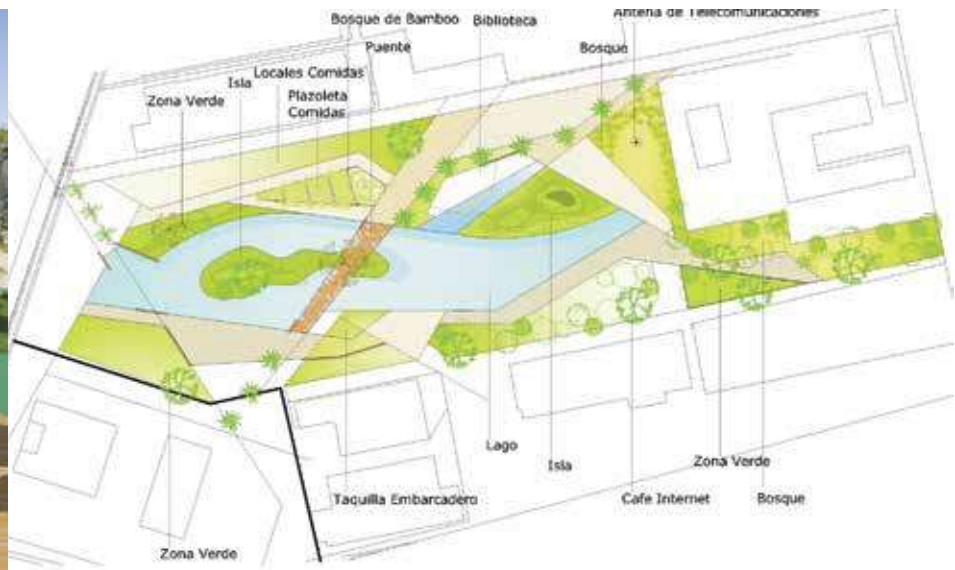 Antena de Telecomunicaciones
Bosque de Bamboo
Biblioteca
Puente
Bosque
Locales Comidas
Isla
Plazoleta
Comidas
Zona Verde
Lago
Isla
Zona Verde
Taquilla Embarcadero
Cafe Internet
Bosque
Zona Verde